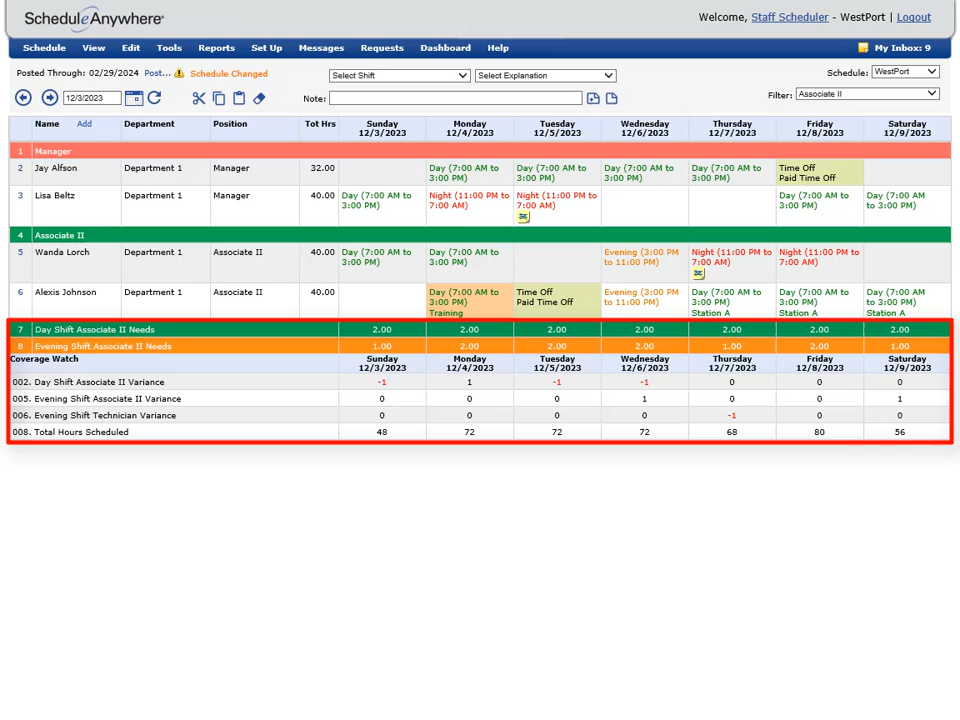 ScheduleAnywhere®
Welcome, Staff Scheduler - WestPort | Logout
Schedule View Edit Tools Reports Set Up Messages Requests Dashboard Help My Inbox: 9
Posted Through: 02/29/2024 Post... Schedule Changed Select Shift Select Explanation Schedule: WestPort
12/3/2023 Note: Filter: Associate II
Name Add Department Position Tot Hrs Sunday 12/3/2023 Monday 12/4/2023 Tuesday 12/5/2023 Wednesday 12/6/2023 Thursday 12/7/2023 Friday 12/8/2023 Saturday 12/9/2023
1 Manager
2 Jay Alfson Department 1 Manager 32.00 Day (7:00 AM to 3:00 PM) Day (7:00 AM to 3:00 PM) Day (7:00 AM to 3:00 PM) Day (7:00 AM to 3:00 PM) Time Off Paid Time Off
3 Lisa Beltz Department 1 Manager 40.00 Day (7:00 AM to 3:00 PM) Night (11:00 PM to 7:00 AM) Night (11:00 PM to 7:00 AM) Day (7:00 AM to 3:00 PM) Day (7:00 AM to 3:00 PM)
4 Associate II
5 Wanda Lorch Department 1 Associate II 40.00 Day (7:00 AM to 3:00 PM) Day (7:00 AM to 3:00 PM) Evening (3:00 PM to 11:00 PM) Night (11:00 PM to 7:00 AM) Night (11:00 PM to 7:00 AM)
6 Alexis Johnson Department 1 Associate II 40.00 Day (7:00 AM to 3:00 PM) Training Time Off Paid Time Off Evening (3:00 PM to 11:00 PM) Day (7:00 AM to 3:00 PM) Station A Day (7:00 AM to 3:00 PM) Station A Day (7:00 AM to 3:00 PM) Station A
7 Day Shift Associate II Needs 2.00 2.00 2.00 2.00 2.00 2.00 2.00
8 Evening Shift Associate II Needs 1.00 2.00 2.00 2.00 1.00 2.00 1.00
Coverage Watch Sunday 12/3/2023 Monday 12/4/2023 Tuesday 12/5/2023 Wednesday 12/6/2023 Thursday 12/7/2023 Friday 12/8/2023 Saturday 12/9/2023
002. Day Shift Associate II Variance -1 1 -1 -1 0 0 0
005. Evening Shift Associate II Variance 0 0 0 1 0 0 1
006. Evening Shift Technician Variance 0 0 0 0 -1 0 0
008. Total Hours Scheduled 48 72 72 72 68 80 56